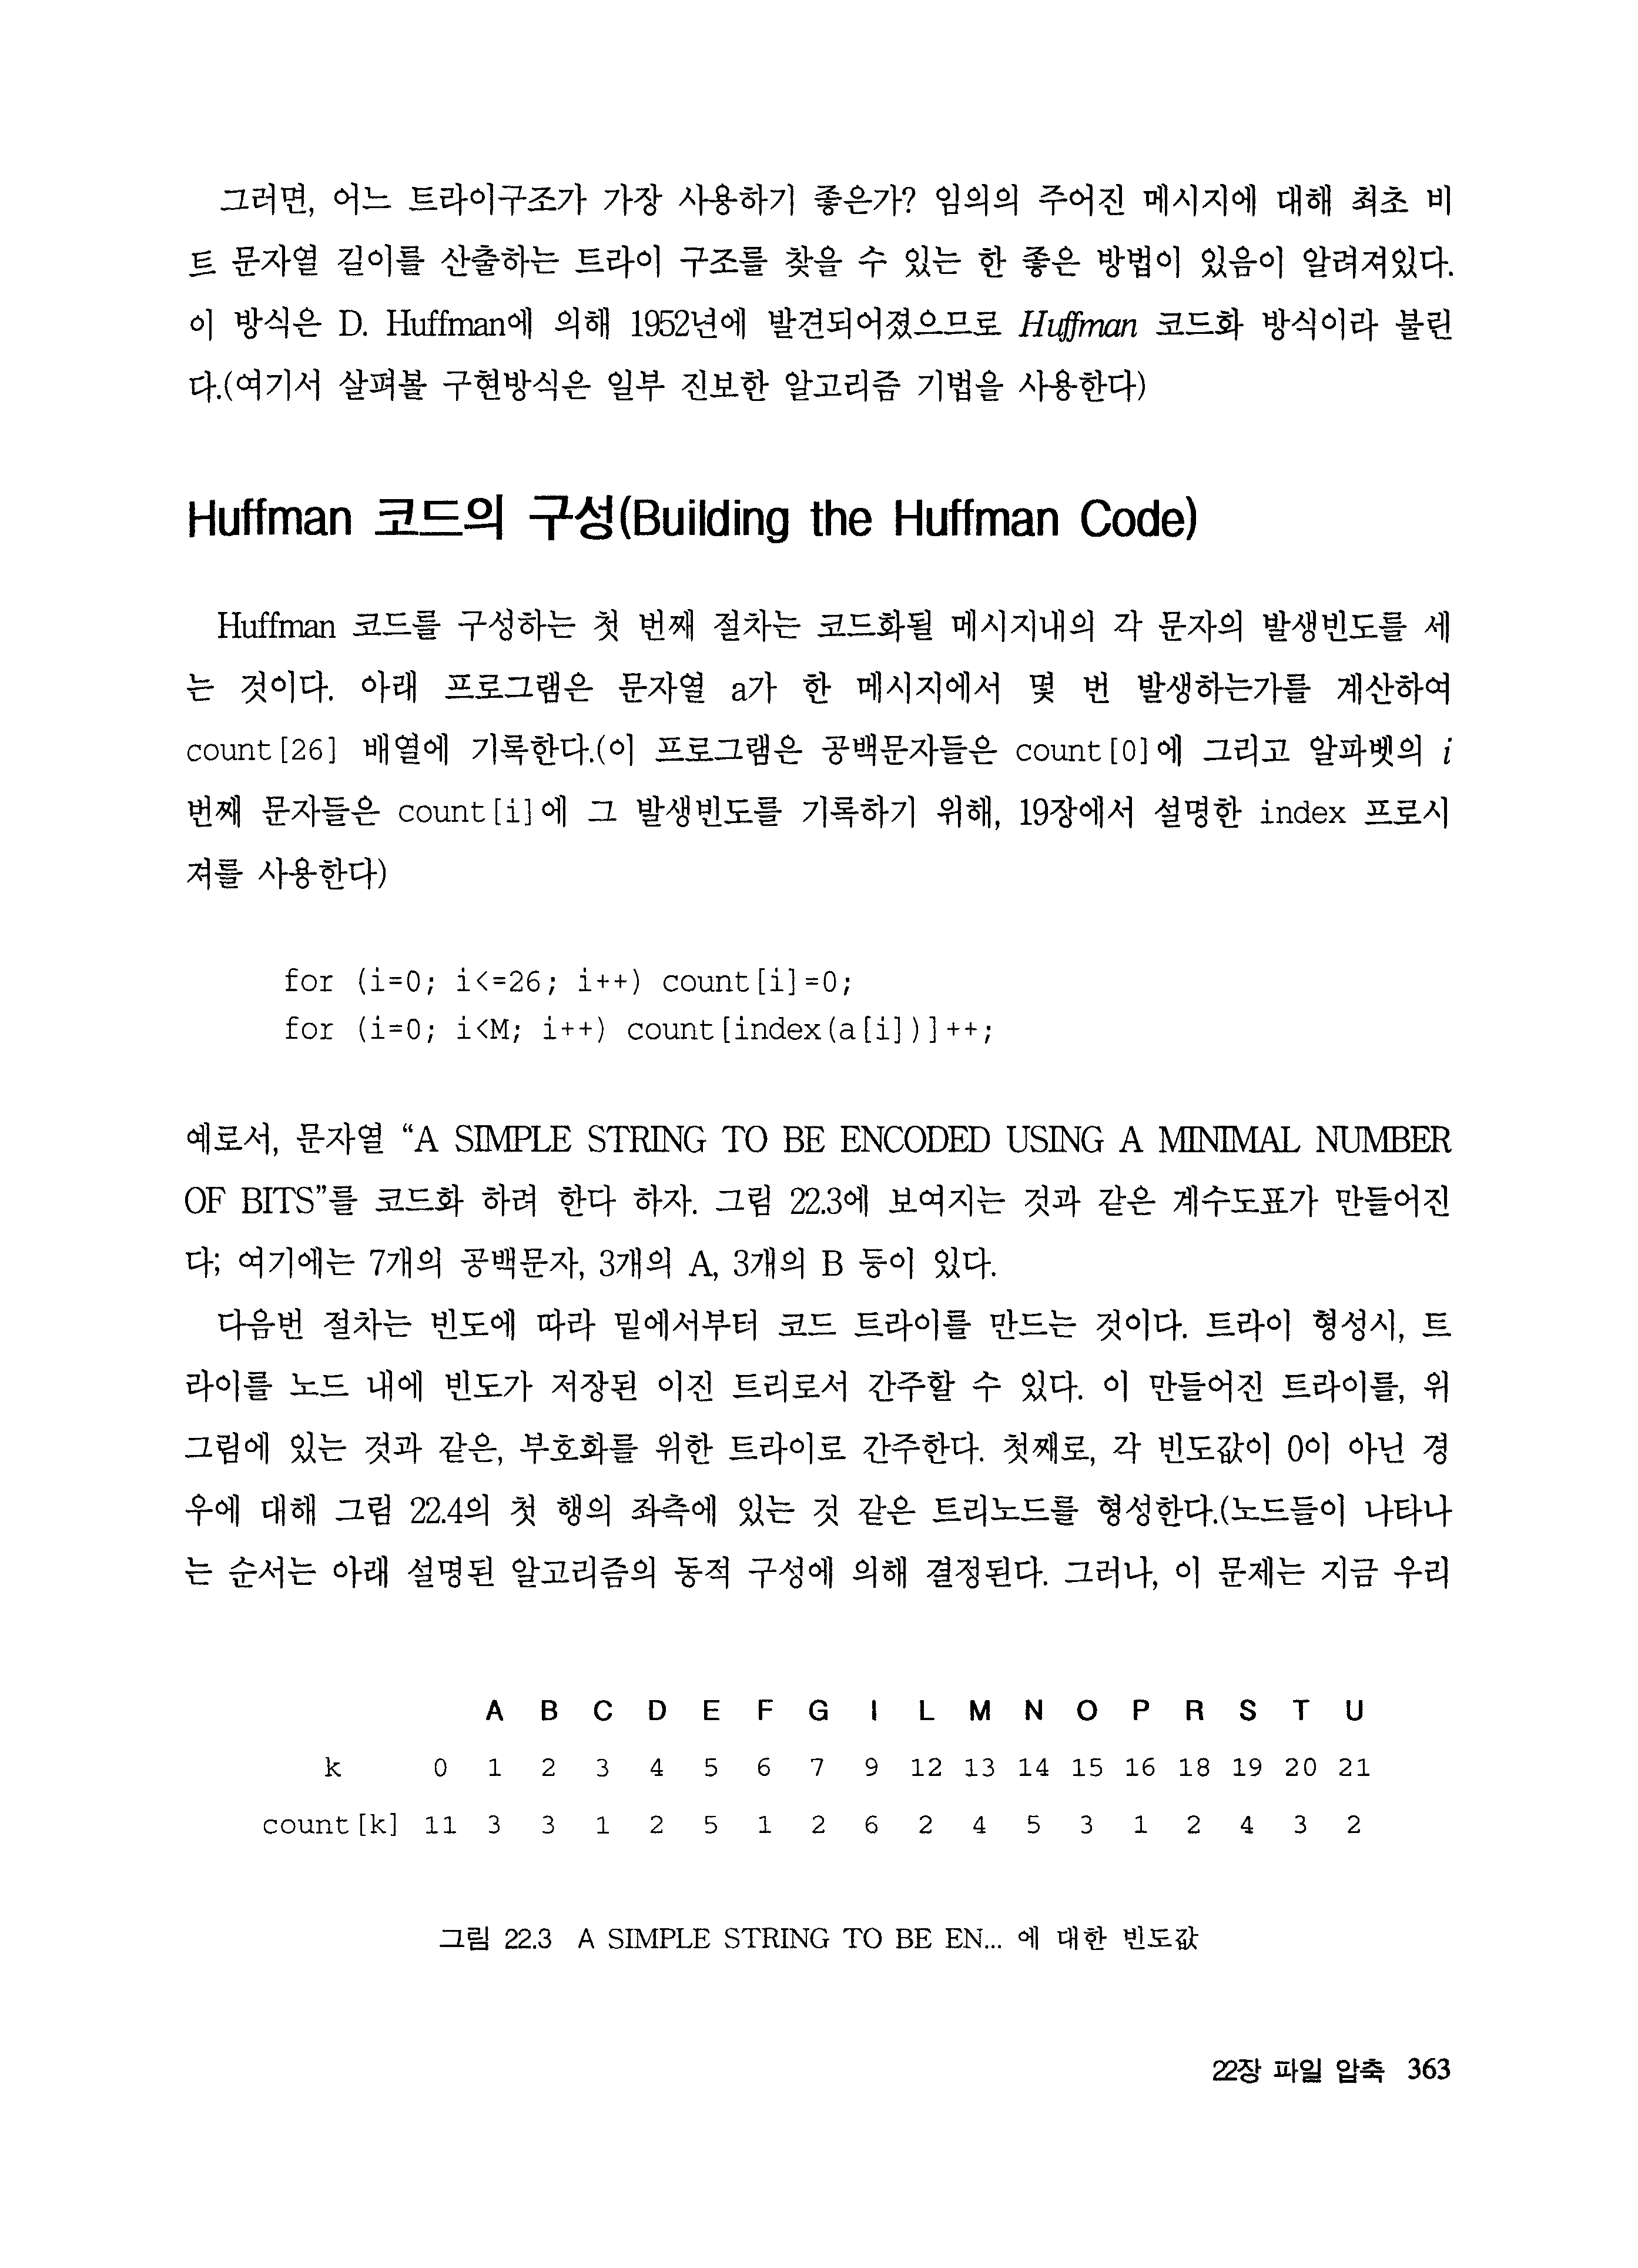 그러면, 어느 트라이구조가 가장 사용하기 좋은가? 임의의 주어진 메시지에 대해 최초 비
트 문자열 길이를 산출하는 트라이 구조를 찾을 수 있는 한 좋은 방법이 있음이 알려져있다.
이 방식은 D. Huffman에 의해 1952년에 발견되어졌으므로 Huffman 코드화 방식이라 불린
다.(여기서 살펴볼 구현방식은 일부 진보한 알고리즘 기법을 사용한다)
Huffman 코드의 구성(Building the Huffman Code)
Huffman 코드를 구성하는 첫 번째 절차는 코드화될 메시지내의 각 문자의 발생빈도를 세
는 것이다. 아래 프로그램은 문자열 a가 한 메시지에서 몇 번 발생하는가를 계산하여
count[26] 배열에 기록한다.(이 프로그램은 공백문자들은 count[0]에 그리고 알파벳의 i
번째 문자들은 count[i]에 그 발생빈도를 기록하기 위해, 19장에서 설명한 index 프로시
져를 사용한다)
for (i=0; i<=26; i++) count[i]=0;
for (i=0; i<M; i++) count[index(a[i])]++;
예로서, 문자열 “A SIMPLE STRING TO BE ENCODED USING A MINIMAL NUMBER
OF BITS”를 코드화 하려 한다 하자. 그림 22.3에 보여지는 것과 같은 계수도표가 만들어진
다; 여기에는 7개의 공백문자, 3개의 A, 3개의 B 등이 있다.
다음번 절차는 빈도에 따라 밑에서부터 코드 트라이를 만드는 것이다. 트라이 형성시, 트
라이를 노드 내에 빈도가 저장된 이진 트리로서 간주할 수 있다. 이 만들어진 트라이를, 위
그림에 있는 것과 같은, 부호화를 위한 트라이로 간주한다. 첫째로, 각 빈도값이 0이 아닌 경
우에 대해 그림 22.4의 첫 행의 좌측에 있는 것 같은 트리노드를 형성한다.(노드들이 나타나
는 순서는 아래 설명된 알고리즘의 동적 구성에 의해 결정된다. 그러나, 이 문제는 지금 우리
A B C D E F G I L M N O P R S T U
k 0 1 2 3 4 5 6 7 9 12 13 14 15 16 18 19 20 21
count[k] 11 3 3 1 2 5 1 2 6 2 4 5 3 1 2 4 3 2
그림 22.3 A SIMPLE STRING TO BE EN... 에 대한 빈도값
22장 파일 압축 363